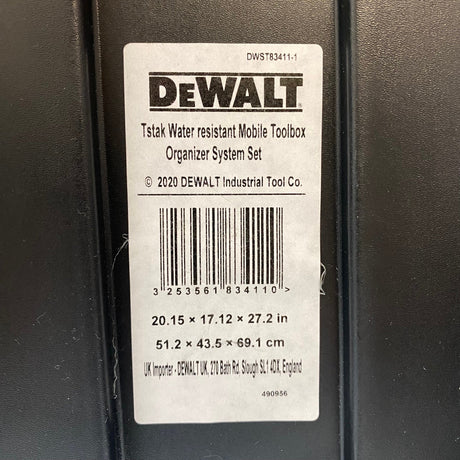 DWST83411-1
DEWALT
Tstak Water resistant Mobile Toolbox
Organizer System Set
© 2020 DEWALT Industrial Tool Co.
3 253561 834110 >
20.15 × 17.12 × 27.2 in
51.2 × 43.5 × 69.1 cm
UK Importer - DEWALT UK, 270 Bath Rd. Slough SL1 4DX, England
490956